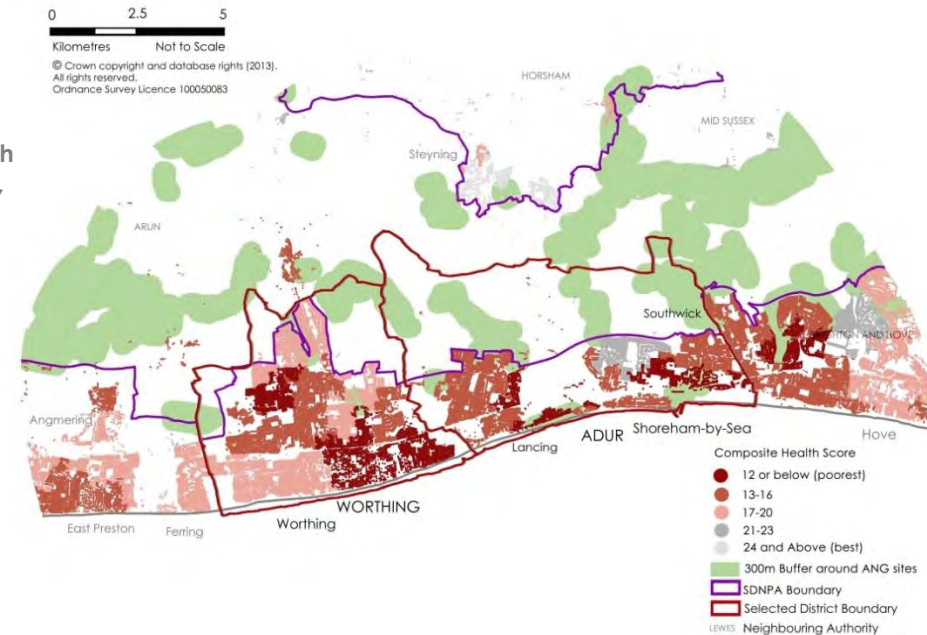 0 2.5 5
Kilometres Not to Scale
© Crown copyright and database rights (2013).
All rights reserved.
Ordnance Survey Licence 100050083
HORSHAM
MID SUSSEX
Steyning
ARUN
Southwick
AND HOVE
Angmering
Lancing
ADUR
Shoreham-by-Sea
Hove
WORTHING
East Preston
Ferring
Worthing
Composite Health Score
12 or below (poorest)
13-16
17-20
21-23
24 and Above (best)
300m Buffer around ANG sites
SDNPA Boundary
Selected District Boundary
LEWES Neighbouring Authority